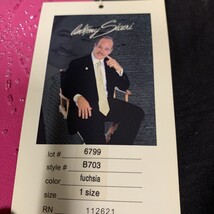 Anthony Sicari
lot # 6799
style # B703
color fuchsia
size 1 size
RN 112621